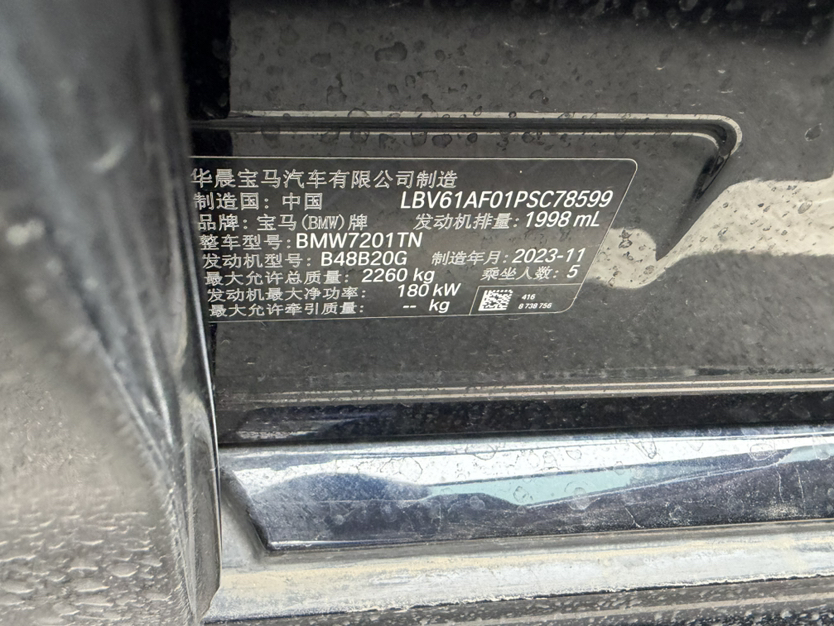 华晨宝马汽车有限公司制造
制造国：中国 LBV61AF01PSC78599
品牌：宝马(BMW)牌 发动机排量：1998 mL
整车型号：BMW7201TN
发动机型号：B48B20G 制造年月：2023-11
最大允许总质量：2260 kg 乘坐人数：5
发动机最大净功率：180 kW
最大允许牵引质量：-- kg
416
8 738 756